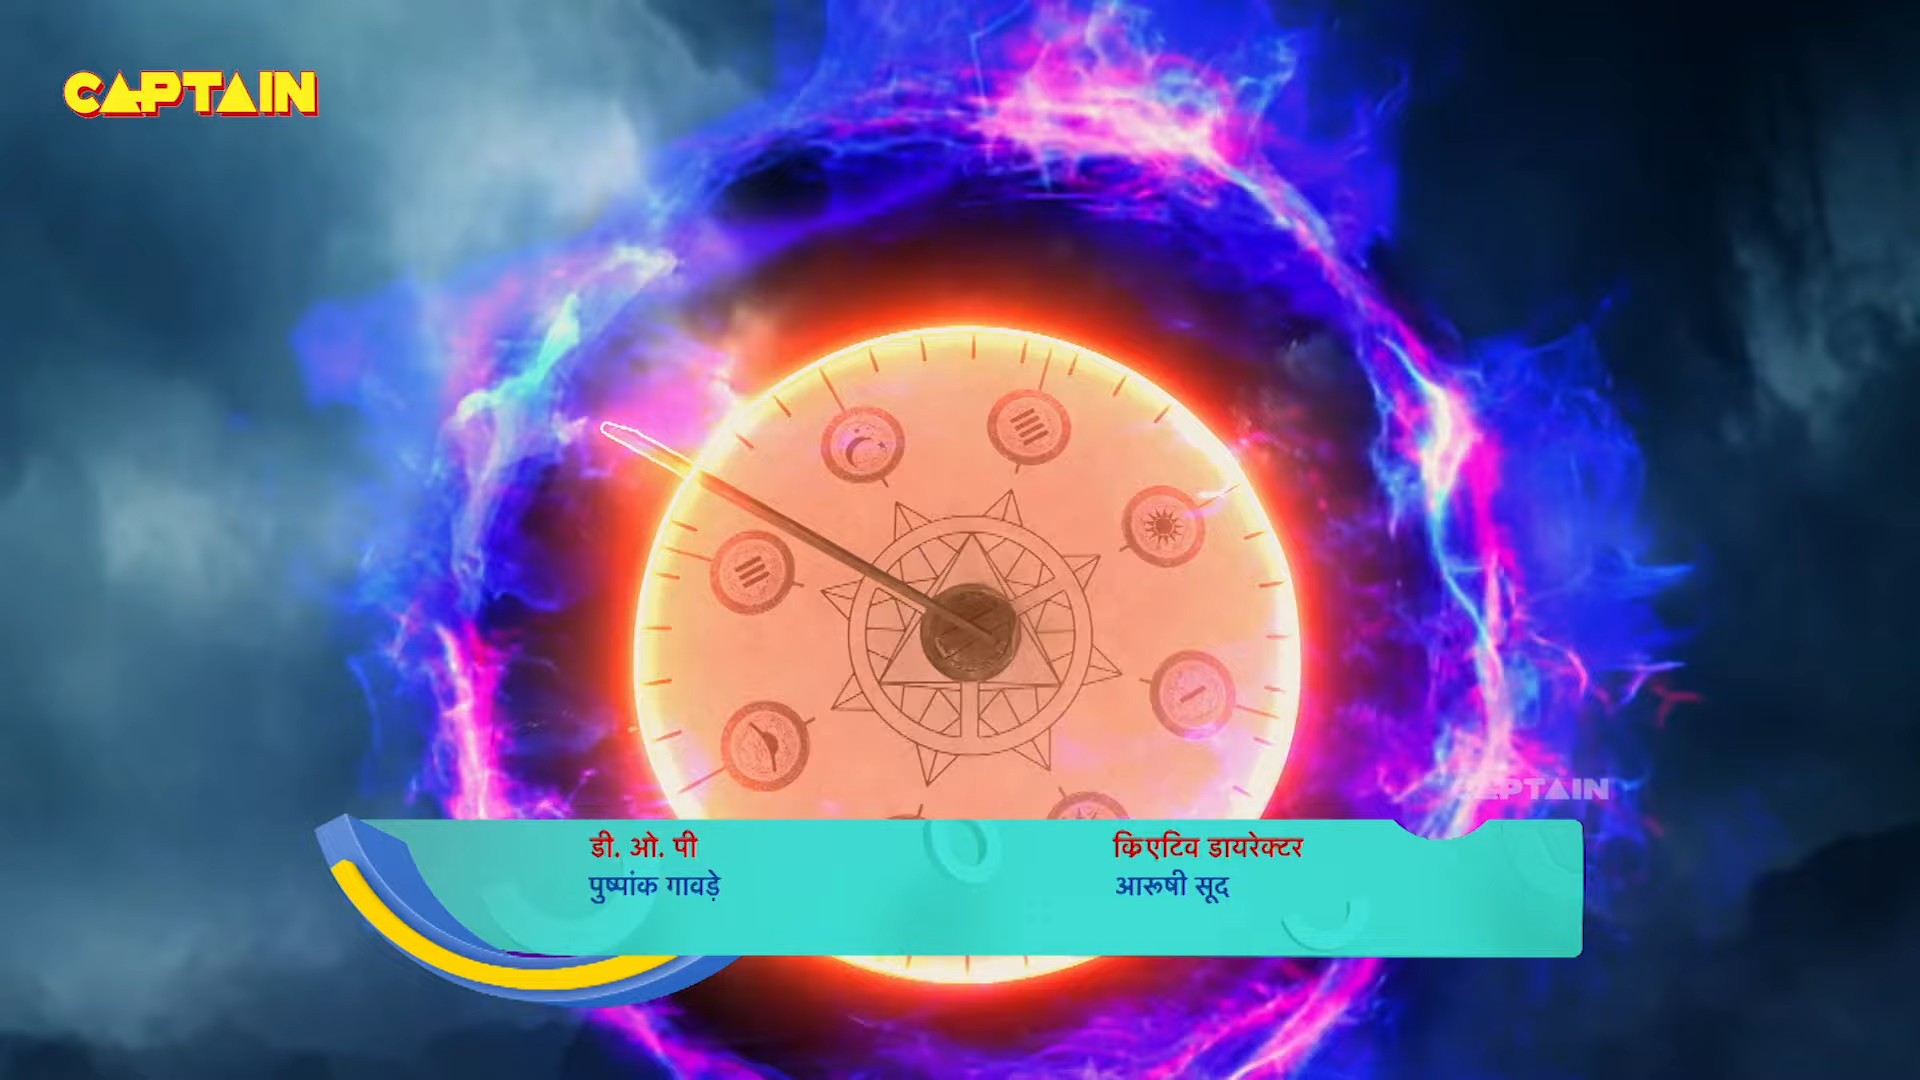 CAPTAIN
डी. ओ. पी
पुष्पांक गावड़े
क्रिएटिव डायरेक्टर
आरूषी सूद